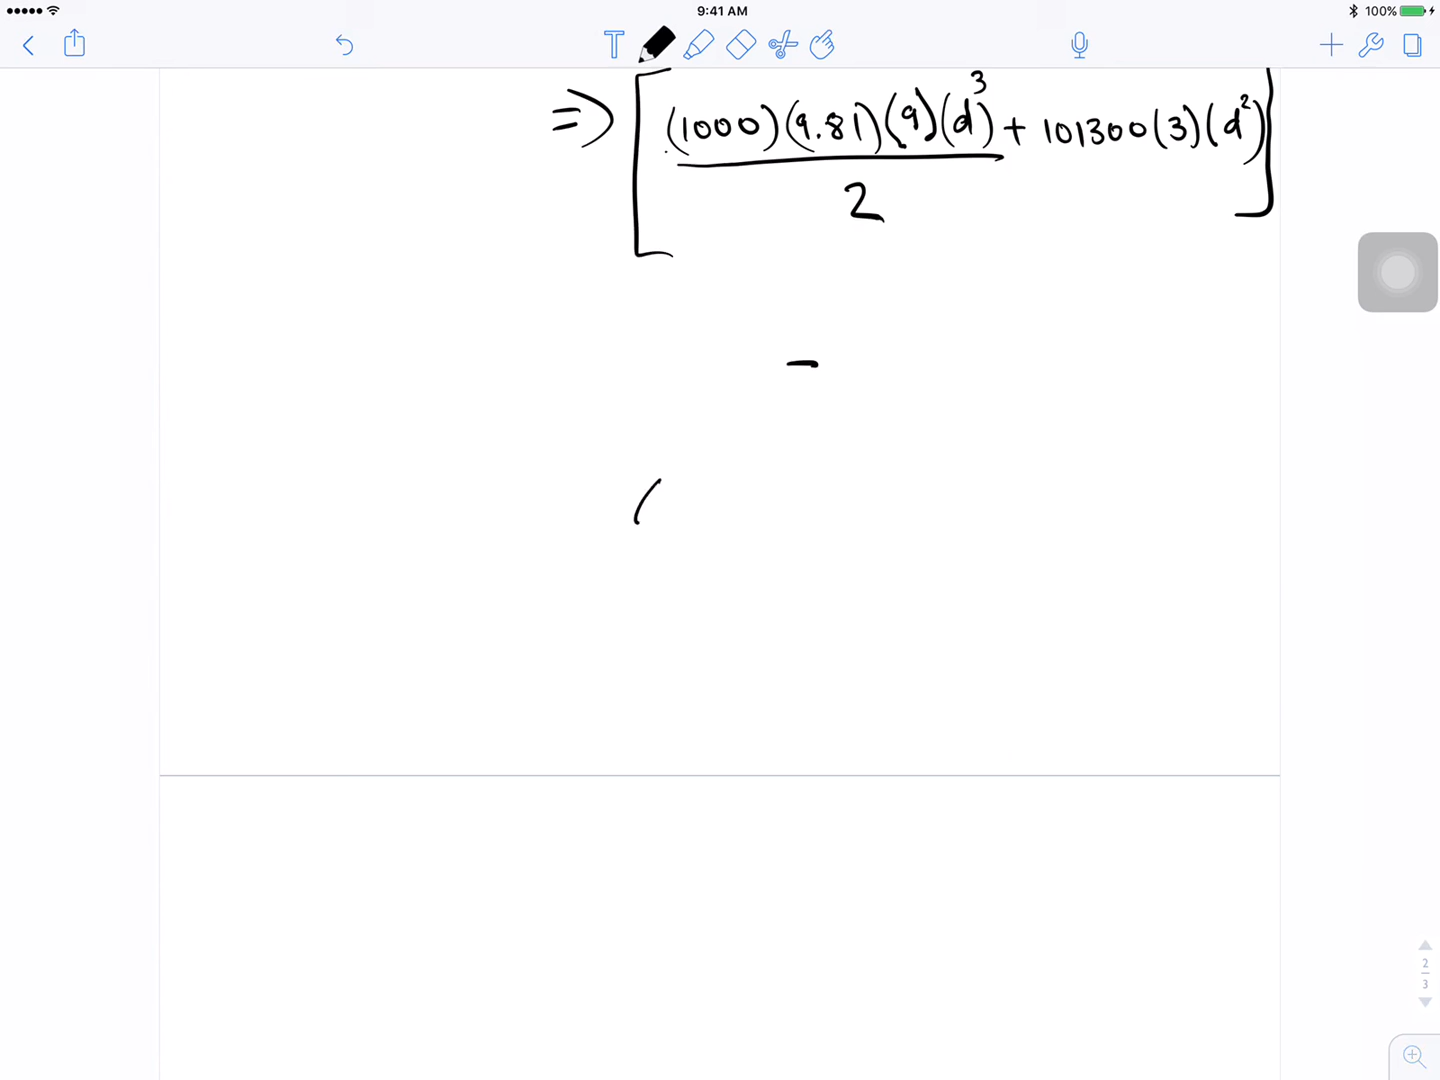 9:41 AM
100%
T
=> [ (1000)(9.81)(9)(d³) + 101300(3)(d²) ]
2
-
(
2
3